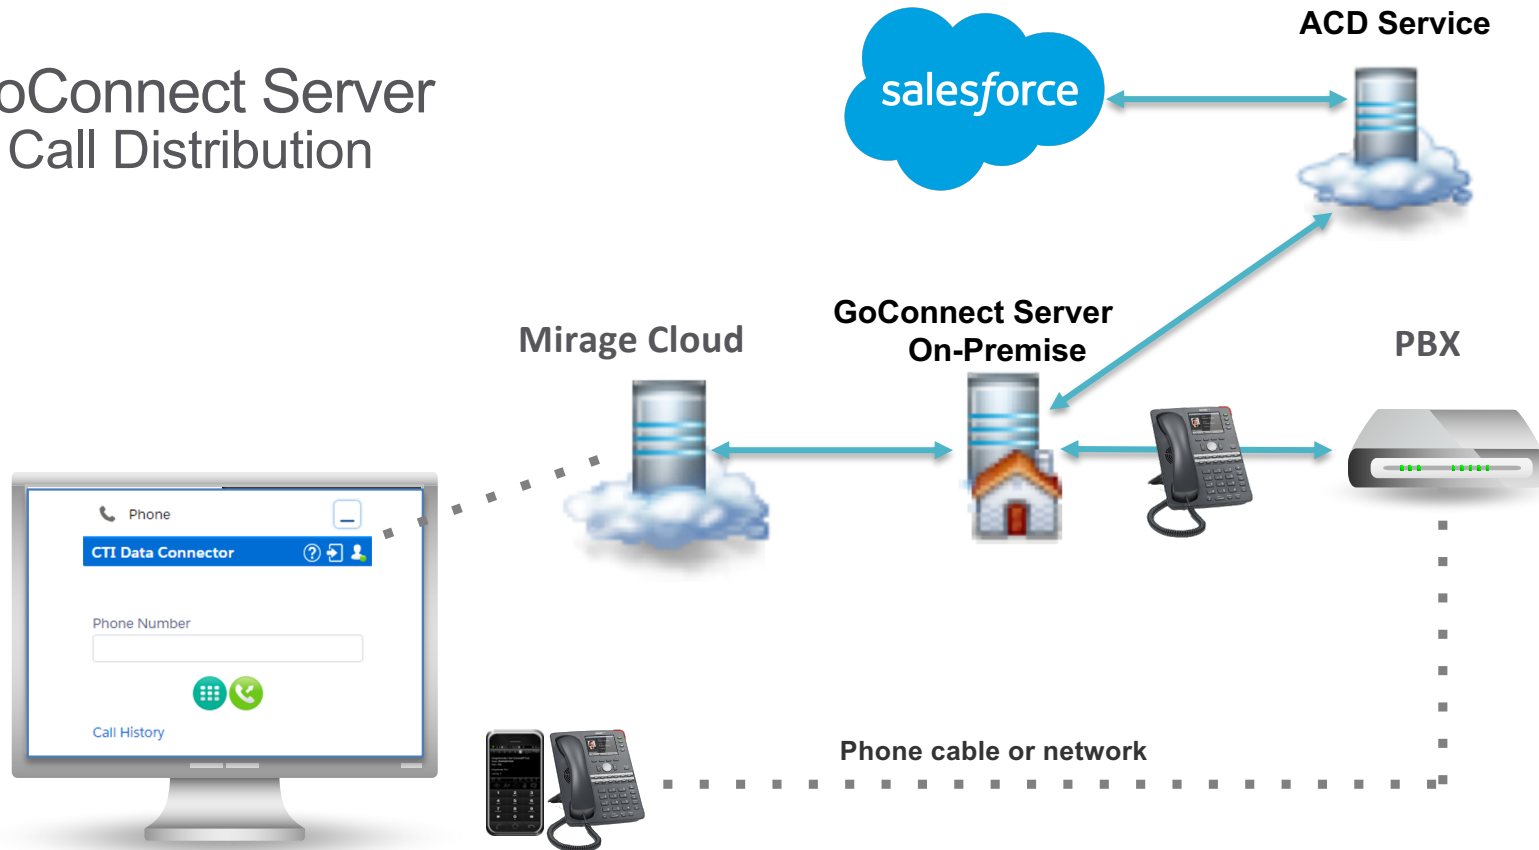 oConnect Server
Call Distribution
salesforce
ACD Service
GoConnect Server
On-Premise
Mirage Cloud
PBX
Phone
CTI Data Connector
Phone Number
Call History
Phone cable or network